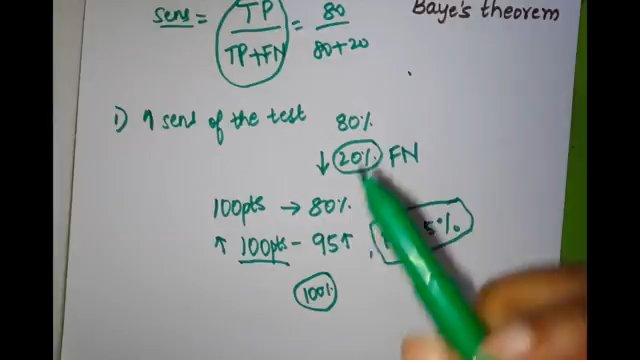 Baye's theorem
sens = TP / TP+FN = 80 / 80+20
1) ↑ sens of the test 80%
↓ 20% FN
100pts → 80%
↑ 100pts - 95↑, 5%
100%